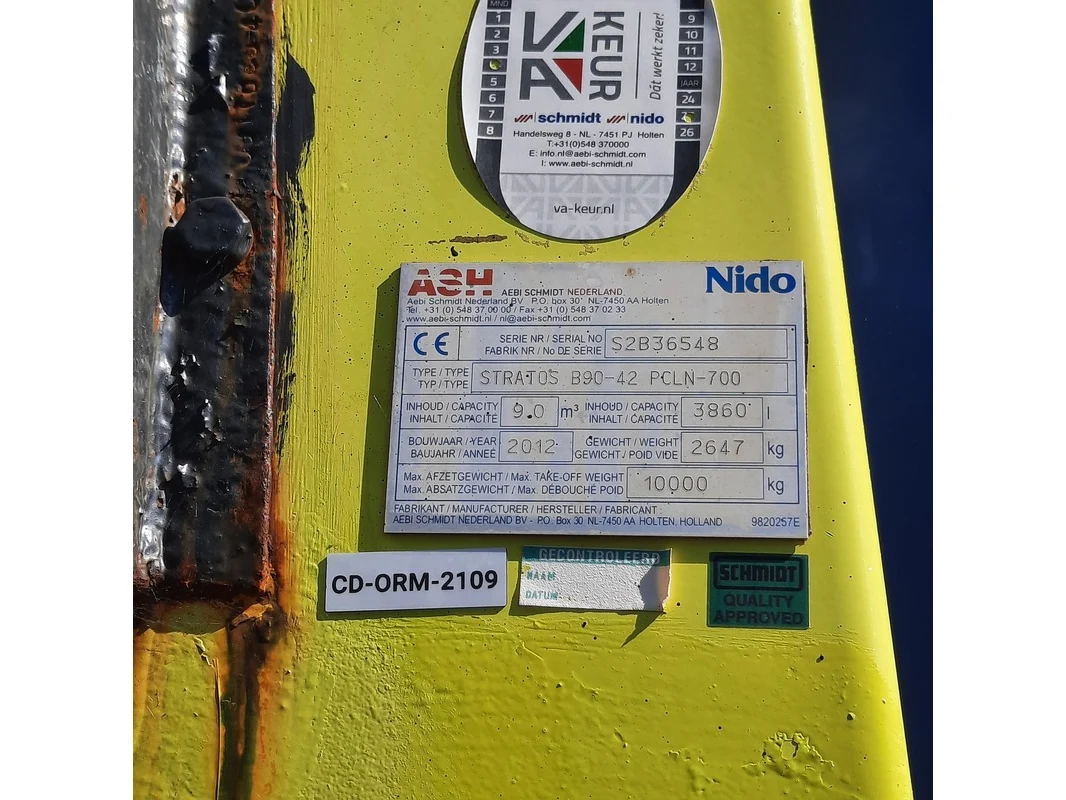 MND
1
2
3
5
6
7
8
VA KEUR
Dát werkt zeker!
9
10
11
12
JAAR
24
26
schmidt nido
Handelsweg 8 - NL - 7451 PJ Holten
T:+31(0)548 370000
E: info.nl@aebi-schmidt.com
I: www.aebi-schmidt.nl
va-keur.nl
ASH AEBI SCHMIDT NEDERLAND Nido
Aebi Schmidt Nederland BV P.O. box 30 NL-7450 AA Holten
Tel. +31 (0) 548 37 00 00 / Fax +31 (0) 548 37 02 33
www.aebi-schmidt.nl / nl@aebi-schmidt.com
CE SERIE NR / SERIAL NO S2B36548
FABRIK NR / No DE SERIE
TYPE / TYPE STRATOS B90-42 PCLN-700
TYP / TYPE
INHOUD / CAPACITY 9.0 m³ INHOUD / CAPACITY 3860 l
INHALT / CAPACITÉ INHALT / CAPACITÉ
BOUWJAAR / YEAR 2012 GEWICHT / WEIGHT 2647 kg
BAUJAHR / ANNEÉ GEWICHT / POID VIDE
Max. AFZETGEWICHT / Max. TAKE-OFF WEIGHT 10000 kg
Max. ABSATZGEWICHT / Max. DÉBOUCHÉ POID
FABRIKANT / MANUFACTURER / HERSTELLER / FABRICANT:
AEBI SCHMIDT NEDERLAND BV - P.O. Box 30 NL-7450 AA HOLTEN, HOLLAND 9820257E
CD-ORM-2109
GECONTROLEERD
NAAM:
DATUM:
SCHMIDT
QUALITY
APPROVED